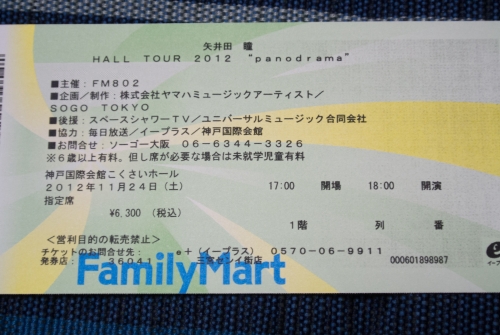 矢井田 瞳
HALL TOUR 2012 "panodrama"
■主催：FM802
■企画／制作：株式会社ヤマハミュージックアーティスト／
SOGO TOKYO
■後援：スペースシャワーTV／ユニバーサルミュージック合同会社
■協力：毎日放送／イープラス／神戸国際会館
■お問合せ：ソーゴー大阪 06-6344-3326
※6歳以上有料。但し席が必要な場合は未就学児童有料
神戸国際会館こくさいホール
2012年11月24日（土） 17:00 開場 18:00 開演
指定席
¥6,300 （税込）
1階 列 番
＜営利目的の転売禁止＞
チケットのお問合せ先： e+（イープラス） 0570-06-9911
発券店： 36041 三宮センイ街店 000601898987
FamilyMart